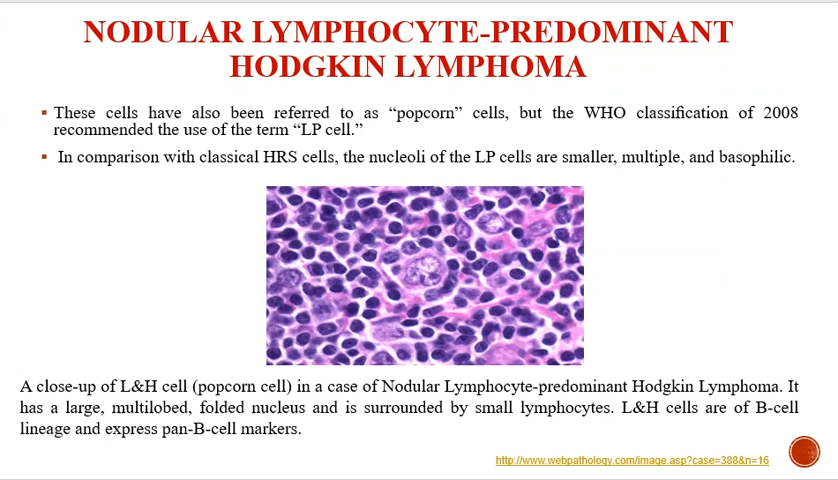 NODULAR LYMPHOCYTE-PREDOMINANT
HODGKIN LYMPHOMA
▪ These cells have also been referred to as “popcorn” cells, but the WHO classification of 2008
recommended the use of the term “LP cell.”
▪ In comparison with classical HRS cells, the nucleoli of the LP cells are smaller, multiple, and basophilic.
A close-up of L&H cell (popcorn cell) in a case of Nodular Lymphocyte-predominant Hodgkin Lymphoma. It
has a large, multilobed, folded nucleus and is surrounded by small lymphocytes. L&H cells are of B-cell
lineage and express pan-B-cell markers.
http://www.webpathology.com/image.asp?case=388&n=16